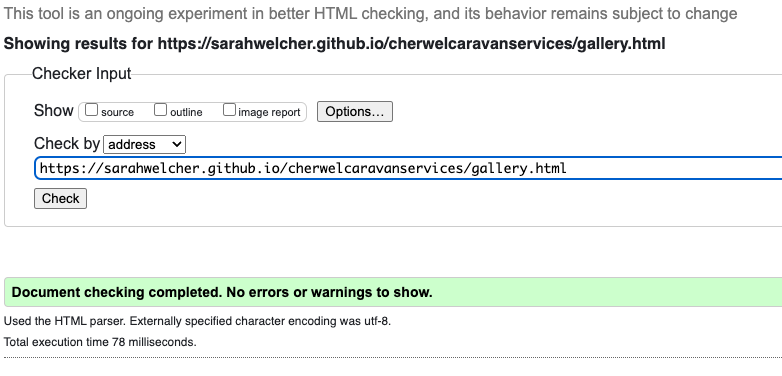 This tool is an ongoing experiment in better HTML checking, and its behavior remains subject to change
Showing results for https://sarahwelcher.github.io/cherwelcaravanservices/gallery.html
Checker Input
Show source outline image report Options...
Check by address
https://sarahwelcher.github.io/cherwelcaravanservices/gallery.html
Check
Document checking completed. No errors or warnings to show.
Used the HTML parser. Externally specified character encoding was utf-8.
Total execution time 78 milliseconds.